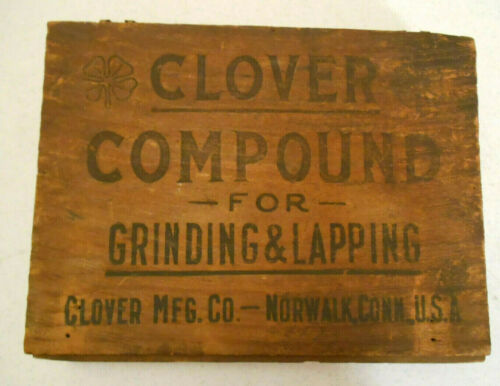 CLOVER
COMPOUND
—FOR—
GRINDING & LAPPING
CLOVER MFG. CO.— NORWALK, CONN., U.S.A